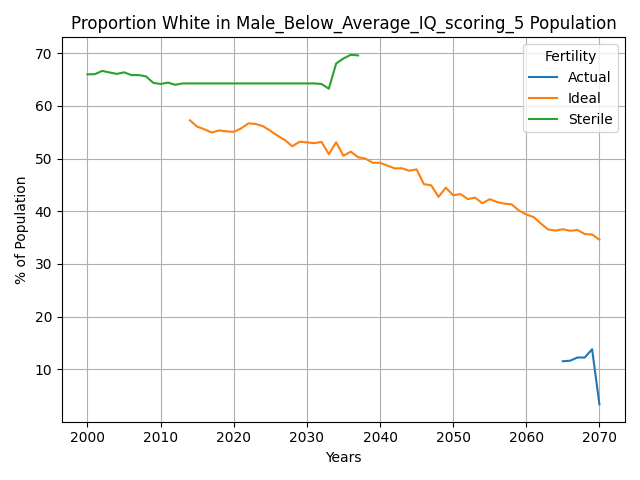 Proportion White in Male_Below_Average_IQ_scoring_5 Population
Fertility
Actual
Ideal
Sterile
% of Population
70
60
50
40
30
20
10
2000 2010 2020 2030 2040 2050 2060 2070
Years